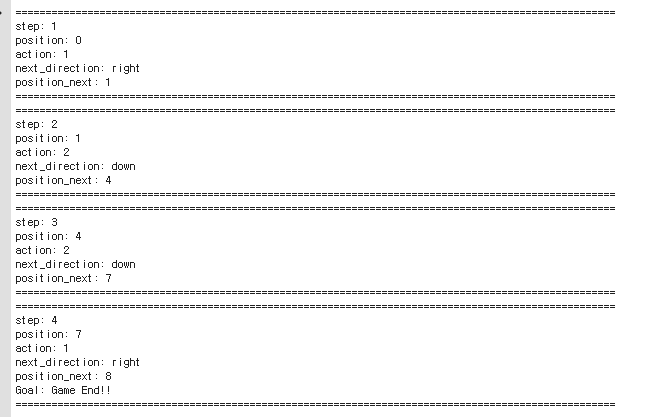 ====================================================================================================
step: 1
position: 0
action: 1
next_direction: right
position_next: 1
====================================================================================================
====================================================================================================
step: 2
position: 1
action: 2
next_direction: down
position_next: 4
====================================================================================================
====================================================================================================
step: 3
position: 4
action: 2
next_direction: down
position_next: 7
====================================================================================================
====================================================================================================
step: 4
position: 7
action: 1
next_direction: right
position_next: 8
Goal: Game End!!
====================================================================================================